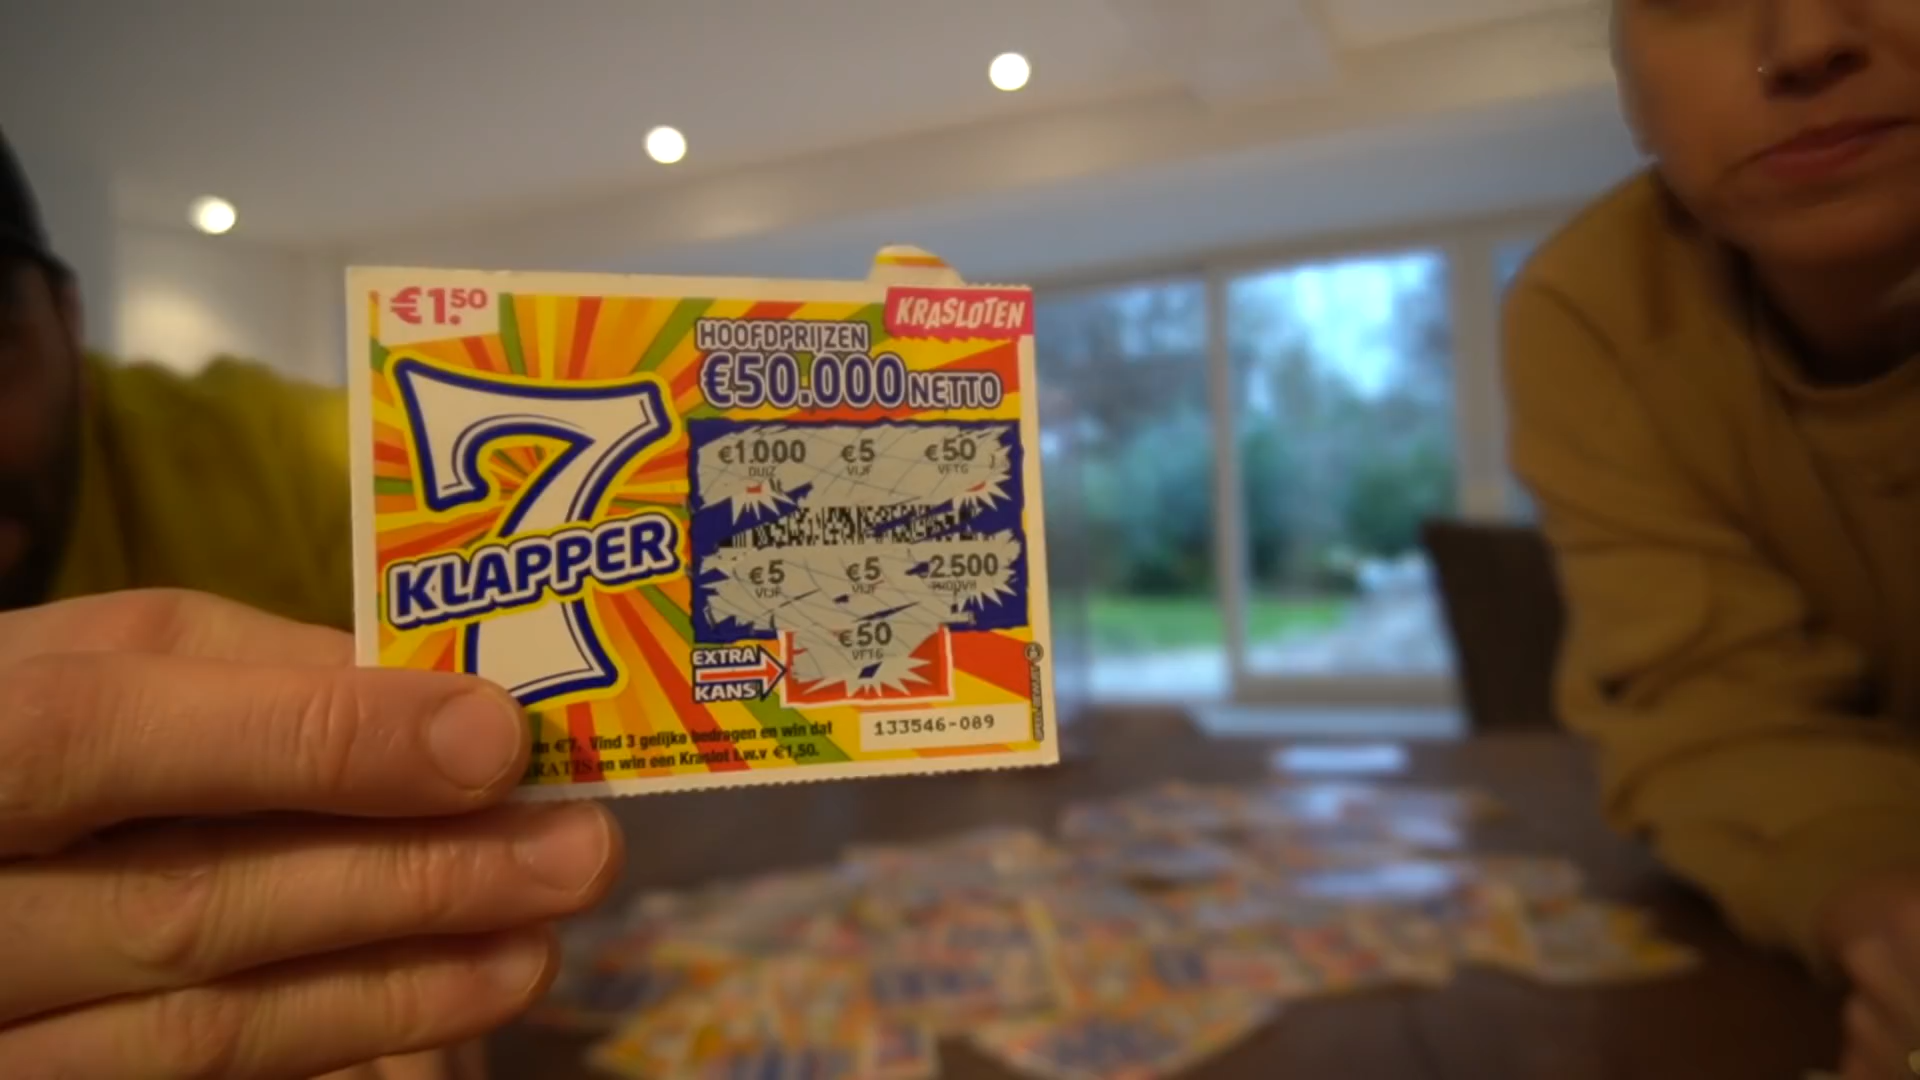 €1.50
KRASLOTEN
HOOFDPRIJZEN
€50.000 NETTO
7
KLAPPER
€1.000 €5 €50
DUIZ VIJF VFTG
€5 €5 €2.500
VIJF VIJF
€50
VFTG
EXTRA
KANS
133546-089
€7. Vind 3 gelijke bedragen en win dat
GRATIS en win een Kraslot t.w.v €1,50.